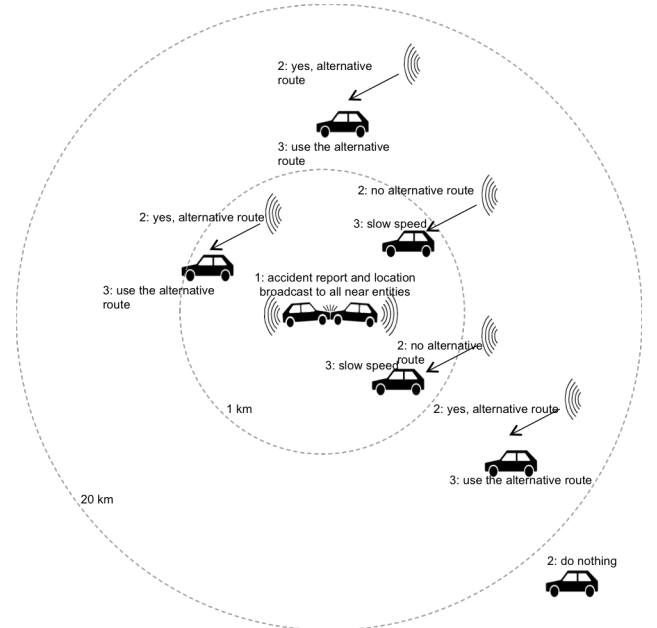 2: yes, alternative
route
3: use the alternative
route
2: no alternative route
3: slow speed
2: yes, alternative route
3: use the alternative
route
1: accident report and location
broadcast to all near entities
2: no alternative
route
3: slow speed
1 km
2: yes, alternative route
3: use the alternative route
20 km
2: do nothing